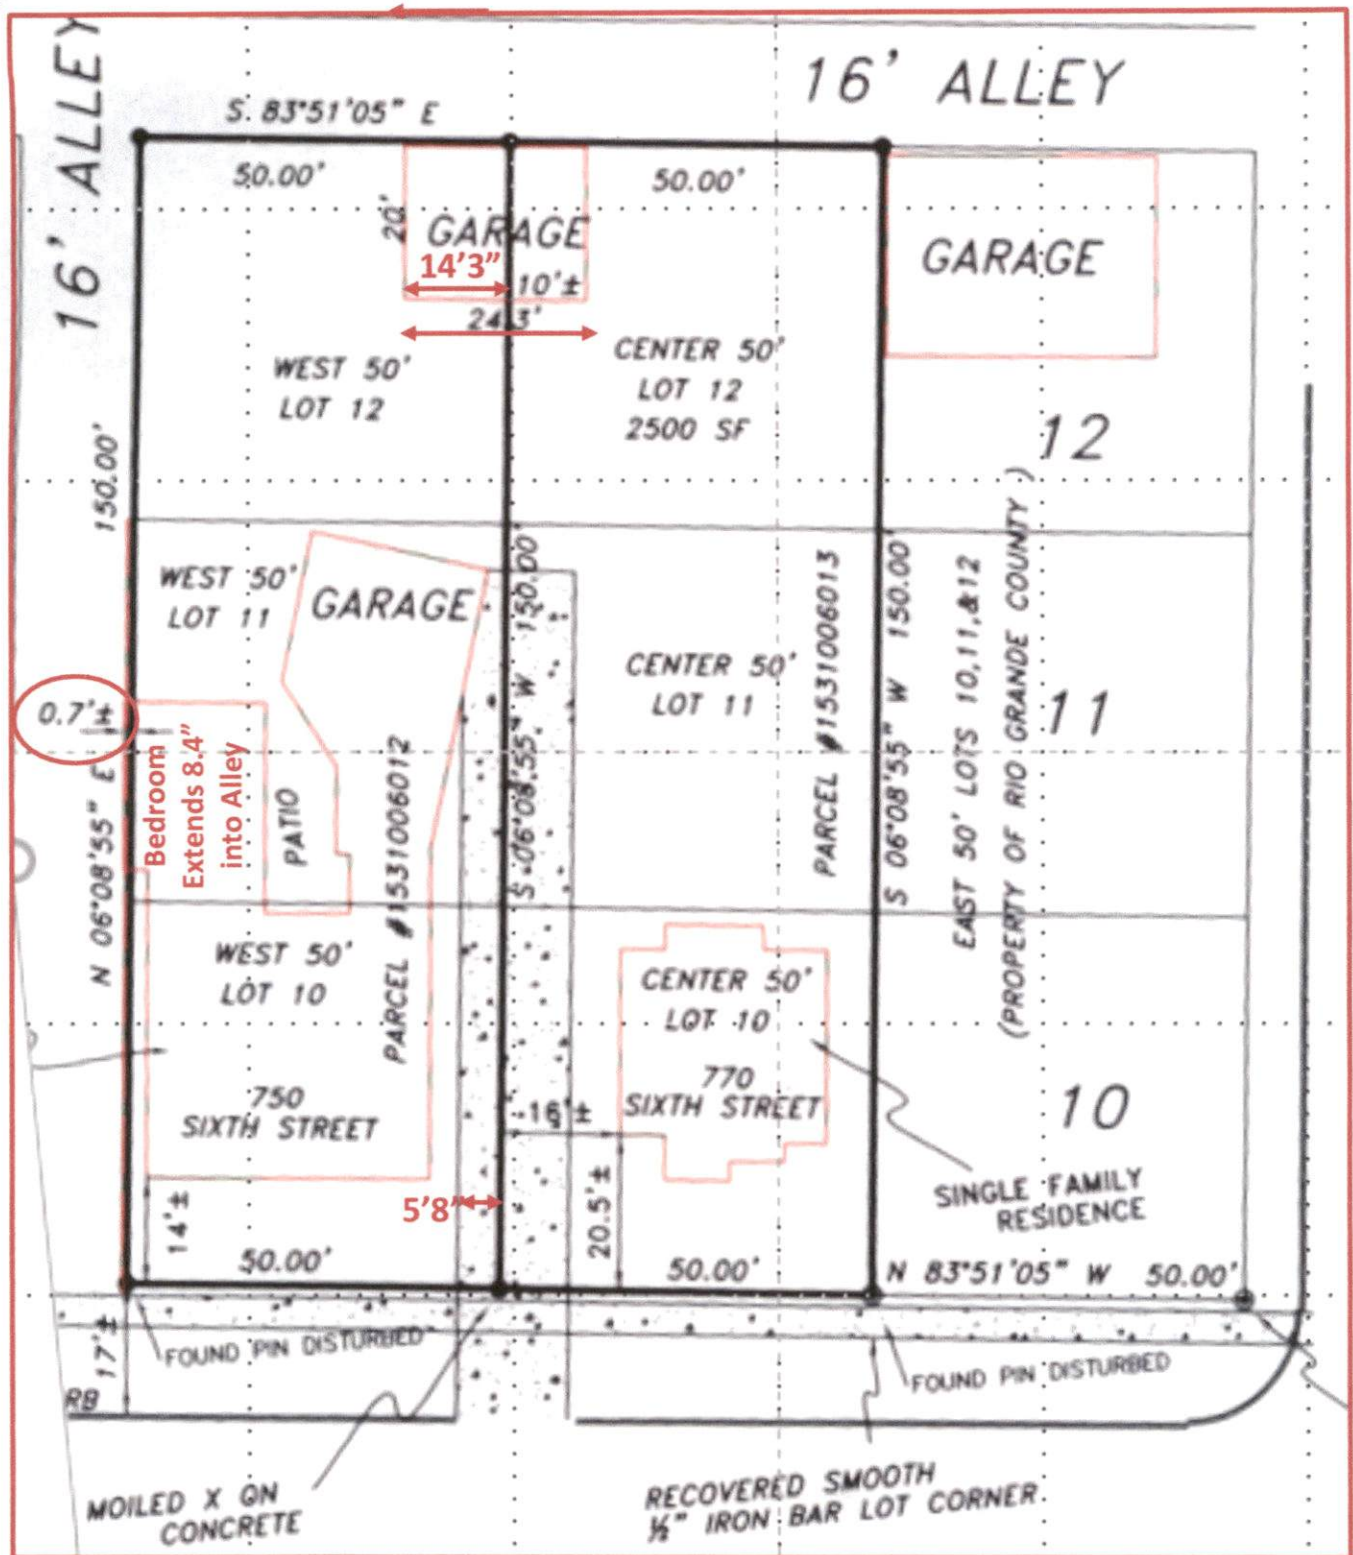 16' ALLEY
16' ALLEY
S. 83°51'05" E
50.00'
50.00'
20'
GARAGE
14'3"
10'±
24.3'
GARAGE
WEST 50'
LOT 12
CENTER 50'
LOT 12
2500 SF
12
150.00'
WEST 50'
LOT 11
GARAGE
S 06°08'55" W 150.00'
CENTER 50'
LOT 11
PARCEL #1531006013
S 06°08'55" W 150.00'
EAST 50' LOTS 10,11,&12
(PROPERTY OF RIO GRANDE COUNTY )
11
0.7'±
N 06°08'55" E
Bedroom
Extends 8.4"
into Alley
PATIO
PARCEL #1531006012
WEST 50'
LOT 10
CENTER 50'
LOT 10
750
SIXTH STREET
770
SIXTH STREET
10
16'±
SINGLE FAMILY
RESIDENCE
14'±
5'8"
20.5'±
50.00'
50.00'
N 83°51'05" W 50.00'
17'±
FOUND PIN DISTURBED
FOUND PIN DISTURBED
RB
MOILED X ON
CONCRETE
RECOVERED SMOOTH
½" IRON BAR LOT CORNER.